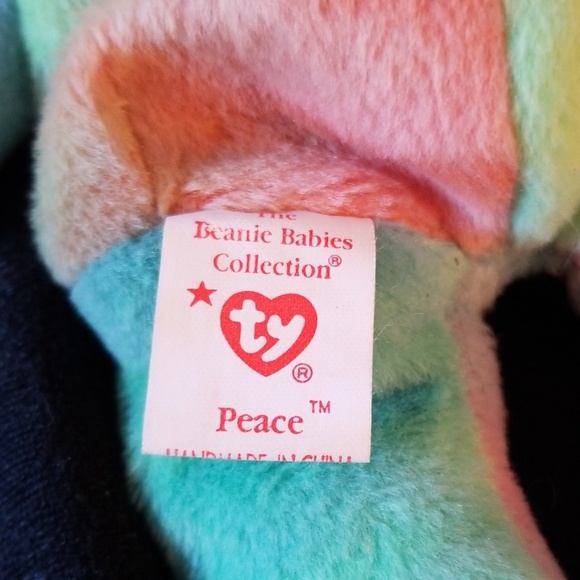 The
Beanie Babies
Collection®
ty ®
Peace™
HANDMADE IN CHINA